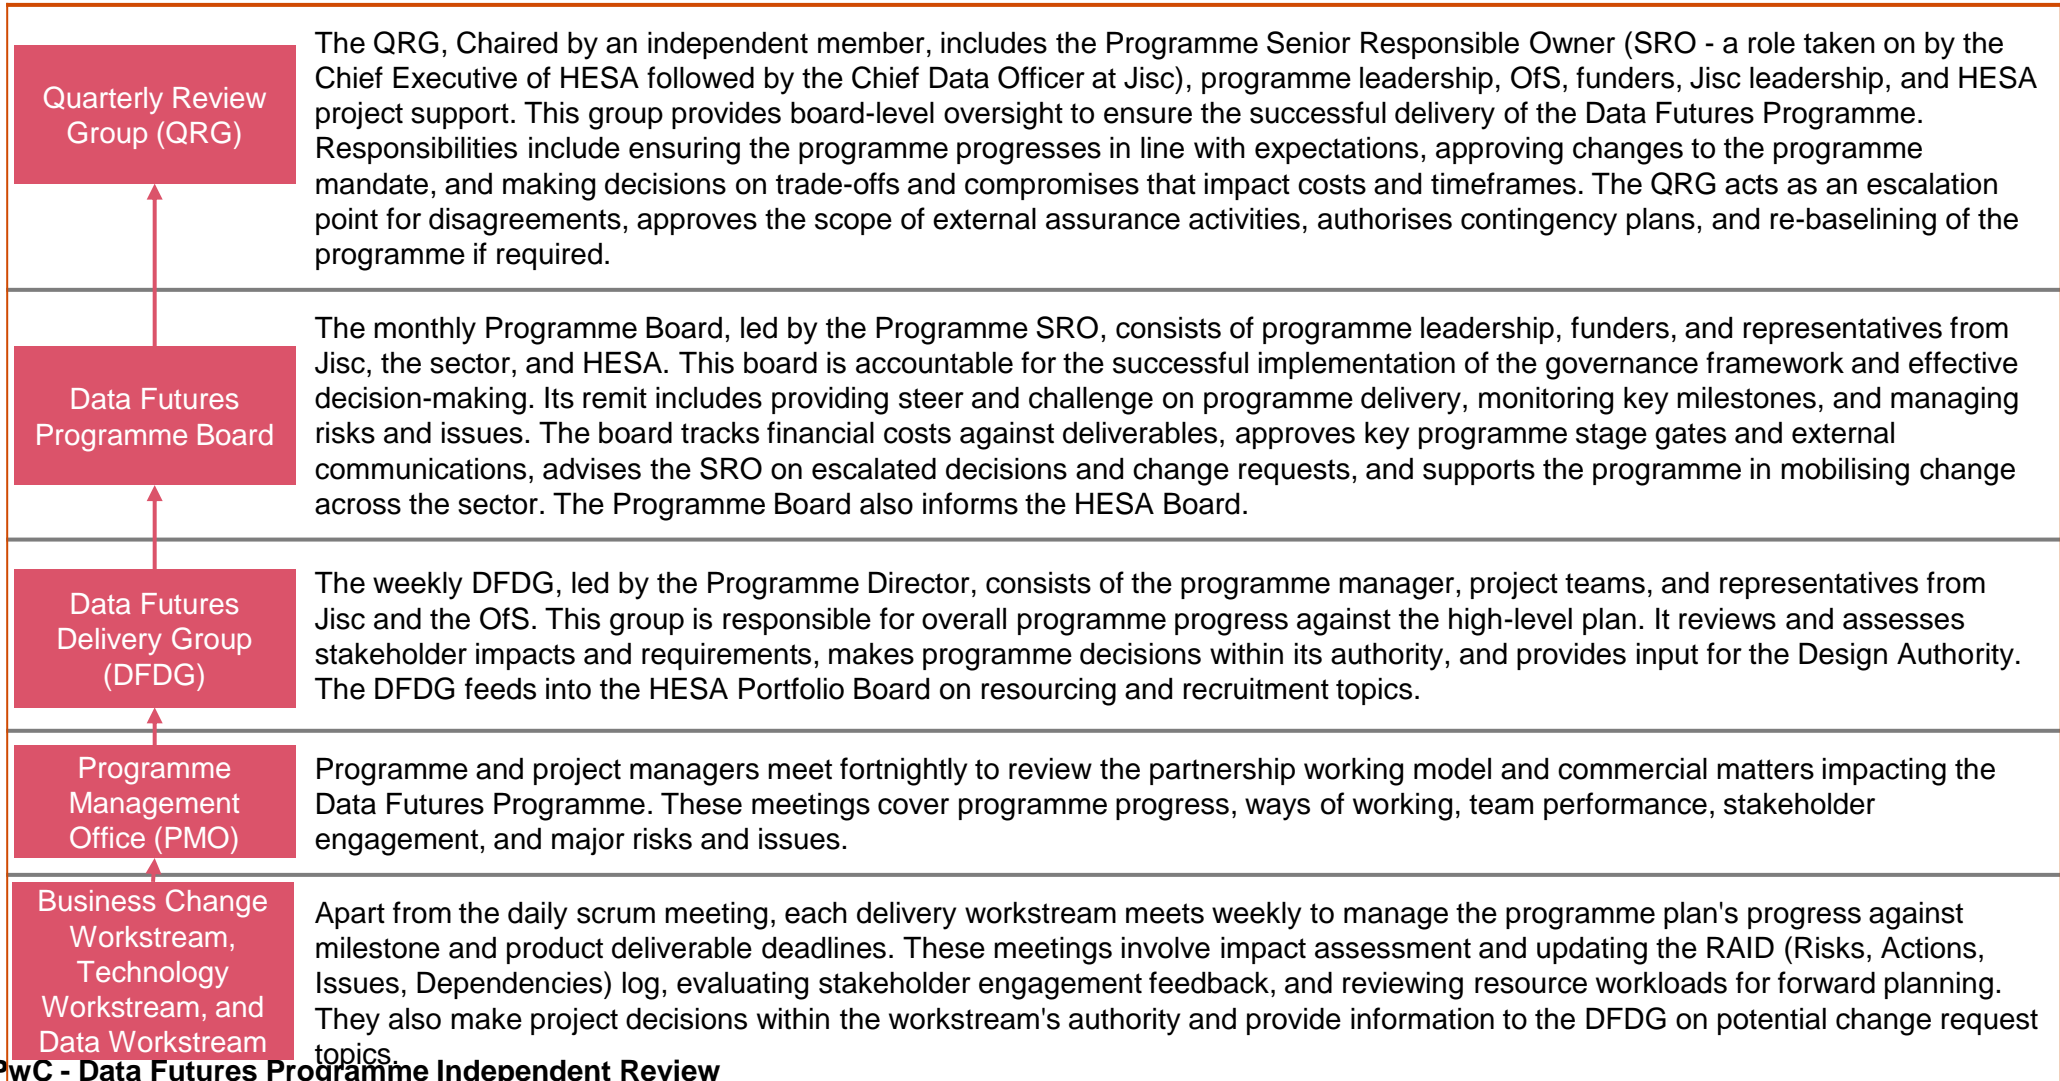 Quarterly Review
Group (QRG)
The QRG, Chaired by an independent member, includes the Programme Senior Responsible Owner (SRO - a role taken on by the
Chief Executive of HESA followed by the Chief Data Officer at Jisc), programme leadership, OfS, funders, Jisc leadership, and HESA
project support. This group provides board-level oversight to ensure the successful delivery of the Data Futures Programme.
Responsibilities include ensuring the programme progresses in line with expectations, approving changes to the programme
mandate, and making decisions on trade-offs and compromises that impact costs and timeframes. The QRG acts as an escalation
point for disagreements, approves the scope of external assurance activities, authorises contingency plans, and re-baselining of the
programme if required.
Data Futures
Programme Board
The monthly Programme Board, led by the Programme SRO, consists of programme leadership, funders, and representatives from
Jisc, the sector, and HESA. This board is accountable for the successful implementation of the governance framework and effective
decision-making. Its remit includes providing steer and challenge on programme delivery, monitoring key milestones, and managing
risks and issues. The board tracks financial costs against deliverables, approves key programme stage gates and external
communications, advises the SRO on escalated decisions and change requests, and supports the programme in mobilising change
across the sector. The Programme Board also informs the HESA Board.
Data Futures
Delivery Group
(DFDG)
The weekly DFDG, led by the Programme Director, consists of the programme manager, project teams, and representatives from
Jisc and the OfS. This group is responsible for overall programme progress against the high-level plan. It reviews and assesses
stakeholder impacts and requirements, makes programme decisions within its authority, and provides input for the Design Authority.
The DFDG feeds into the HESA Portfolio Board on resourcing and recruitment topics.
Programme
Management
Office (PMO)
Programme and project managers meet fortnightly to review the partnership working model and commercial matters impacting the
Data Futures Programme. These meetings cover programme progress, ways of working, team performance, stakeholder
engagement, and major risks and issues.
Business Change
Workstream,
Technology
Workstream, and
Data Workstream
Apart from the daily scrum meeting, each delivery workstream meets weekly to manage the programme plan's progress against
milestone and product deliverable deadlines. These meetings involve impact assessment and updating the RAID (Risks, Actions,
Issues, Dependencies) log, evaluating stakeholder engagement feedback, and reviewing resource workloads for forward planning.
They also make project decisions within the workstream's authority and provide information to the DFDG on potential change request
topics.
PwC - Data Futures Programme Independent Review